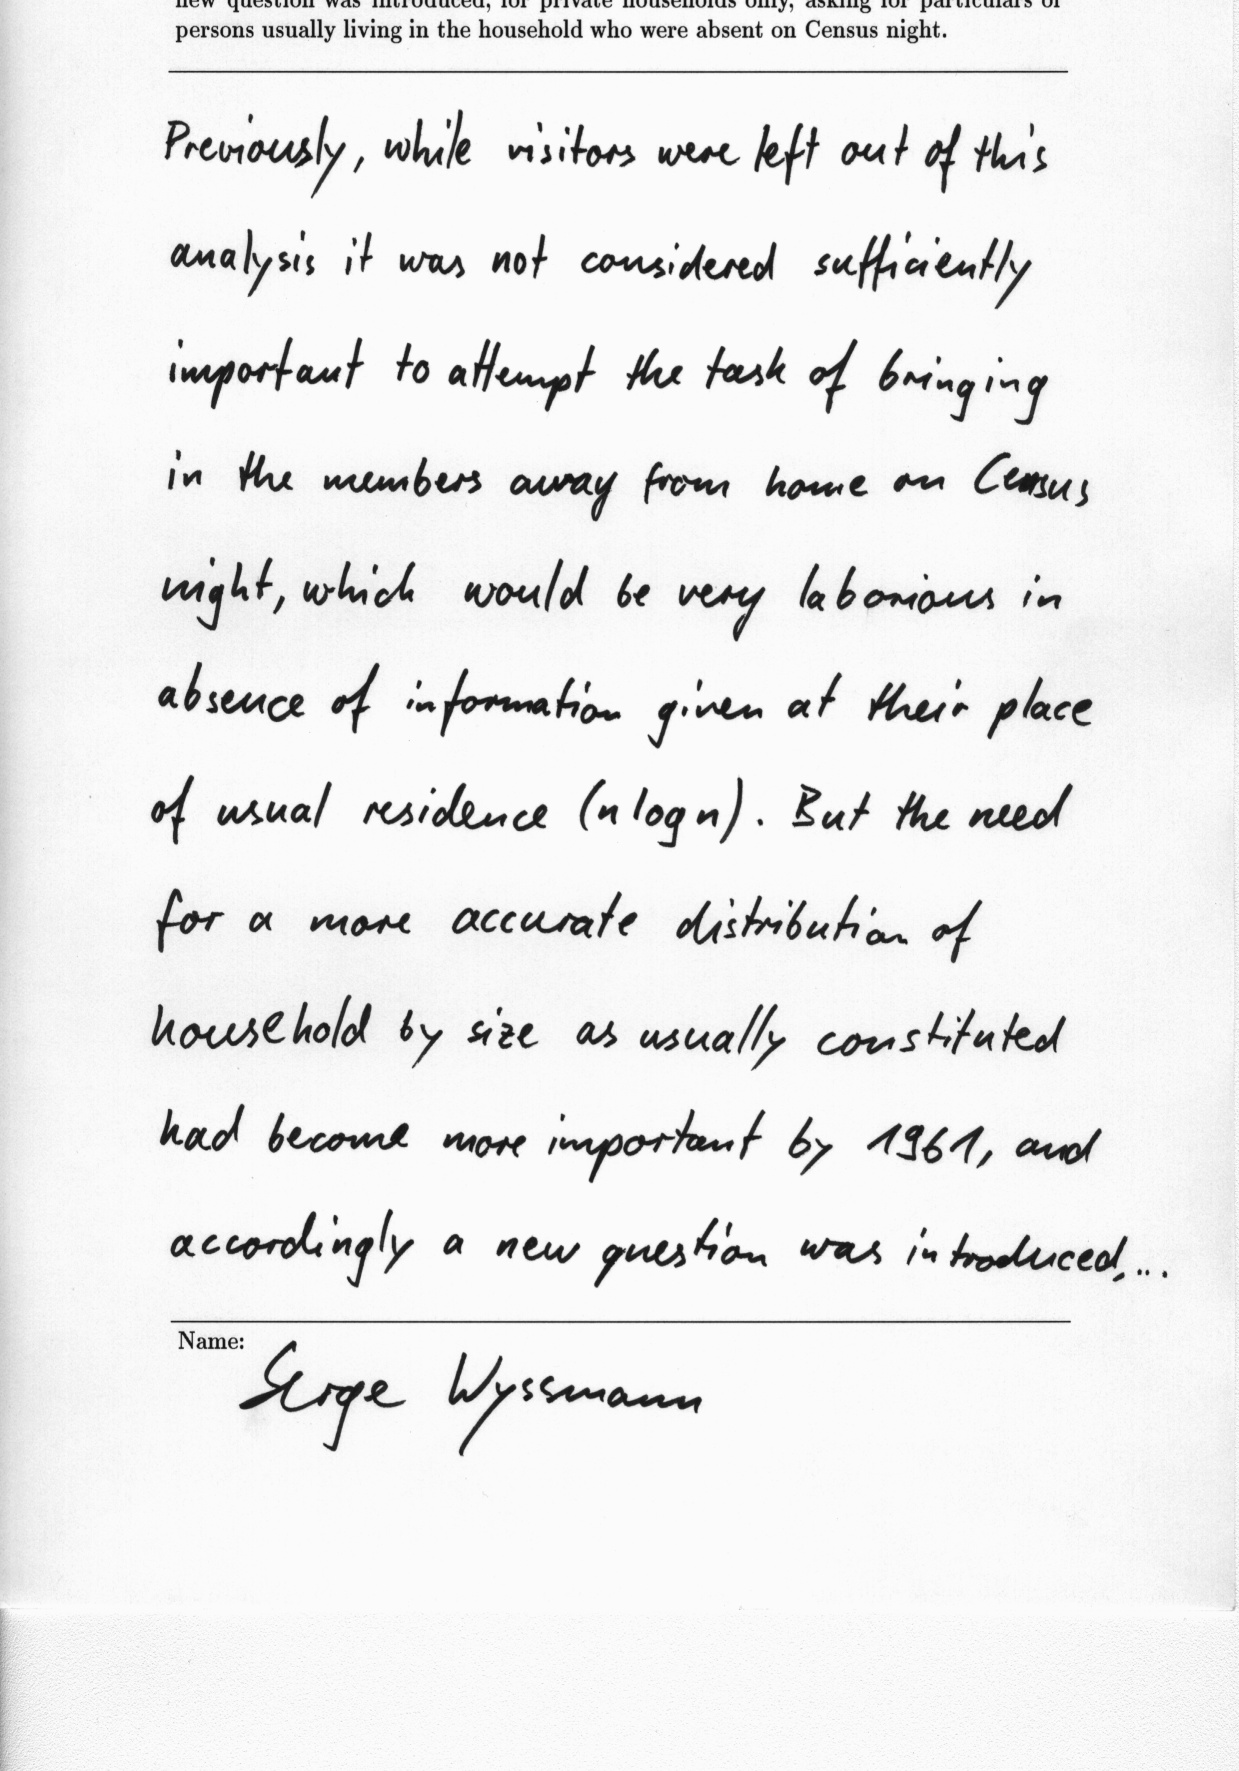 new question was introduced, for private households only, asking for particulars of
persons usually living in the household who were absent on Census night.
Previously, while visitors were left out of this
analysis it was not considered sufficiently
important to attempt the task of bringing
in the members away from home on Census
night, which would be very laborious in
absence of information given at their place
of usual residence (n log n). But the need
for a more accurate distribution of
household by size as usually constituted
had become more important by 1961, and
accordingly a new question was introduced,...
Name:
Serge Wyssmann